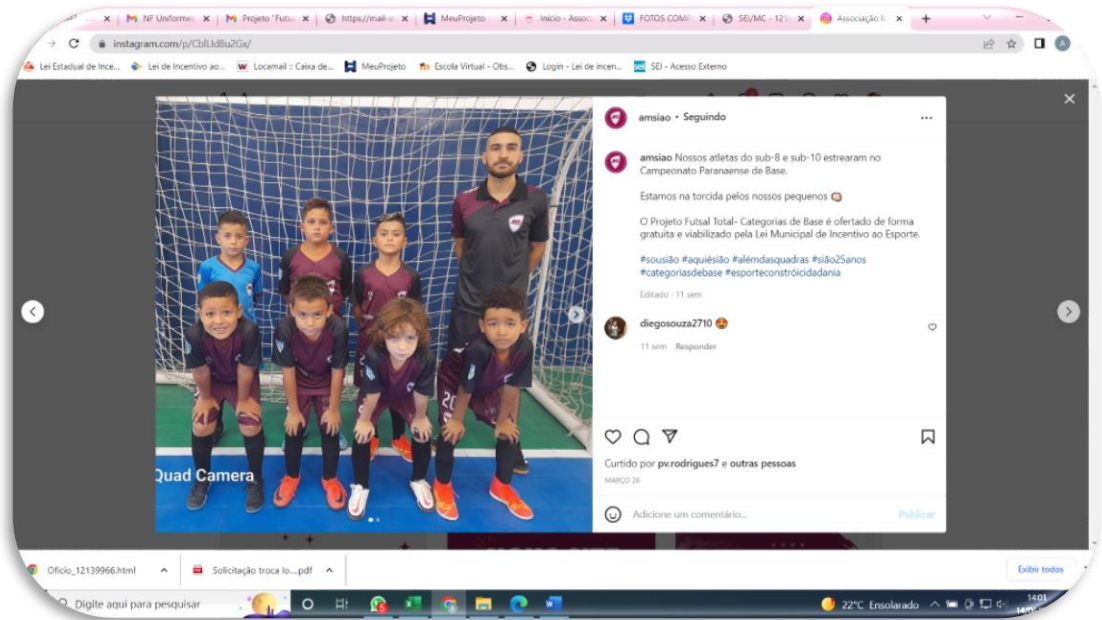 NF Uniformes
Projeto "Futs
https://mail-a
MeuProjeto
Início - Assoc
FOTOS COMP
SEI/MC - 121
Associação M
instagram.com/p/CblLIdBu2Gx/
Lei Estadual de Ince...
Lei de Incentivo ao...
Locamail :: Caixa de...
MeuProjeto
Escola Virtual - Obs...
Login - Lei de incen...
SEI - Acesso Externo
amsiao • Seguindo
amsiao Nossos atletas do sub-8 e sub-10 estrearam no
Campeonato Paranaense de Base.
Estamos na torcida pelos nossos pequenos
O Projeto Futsal Total- Categorias de Base é ofertado de forma
gratuita e viabilizado pela Lei Municipal de Incentivo ao Esporte.
#sousião #aquiésião #alémdasquadras #sião25anos
#categoriasdebase #esporteconstróicidadania
Editado · 11 sem
diegosouza2710
11 sem Responder
20
Quad Camera
Curtido por pv.rodrigues7 e outras pessoas
MARÇO 26
Adicione um comentário...
Publicar
Oficio_12139966.html
Solicitação troca lo....pdf
Exibir todos
Digite aqui para pesquisar
22°C Ensolarado
14:01